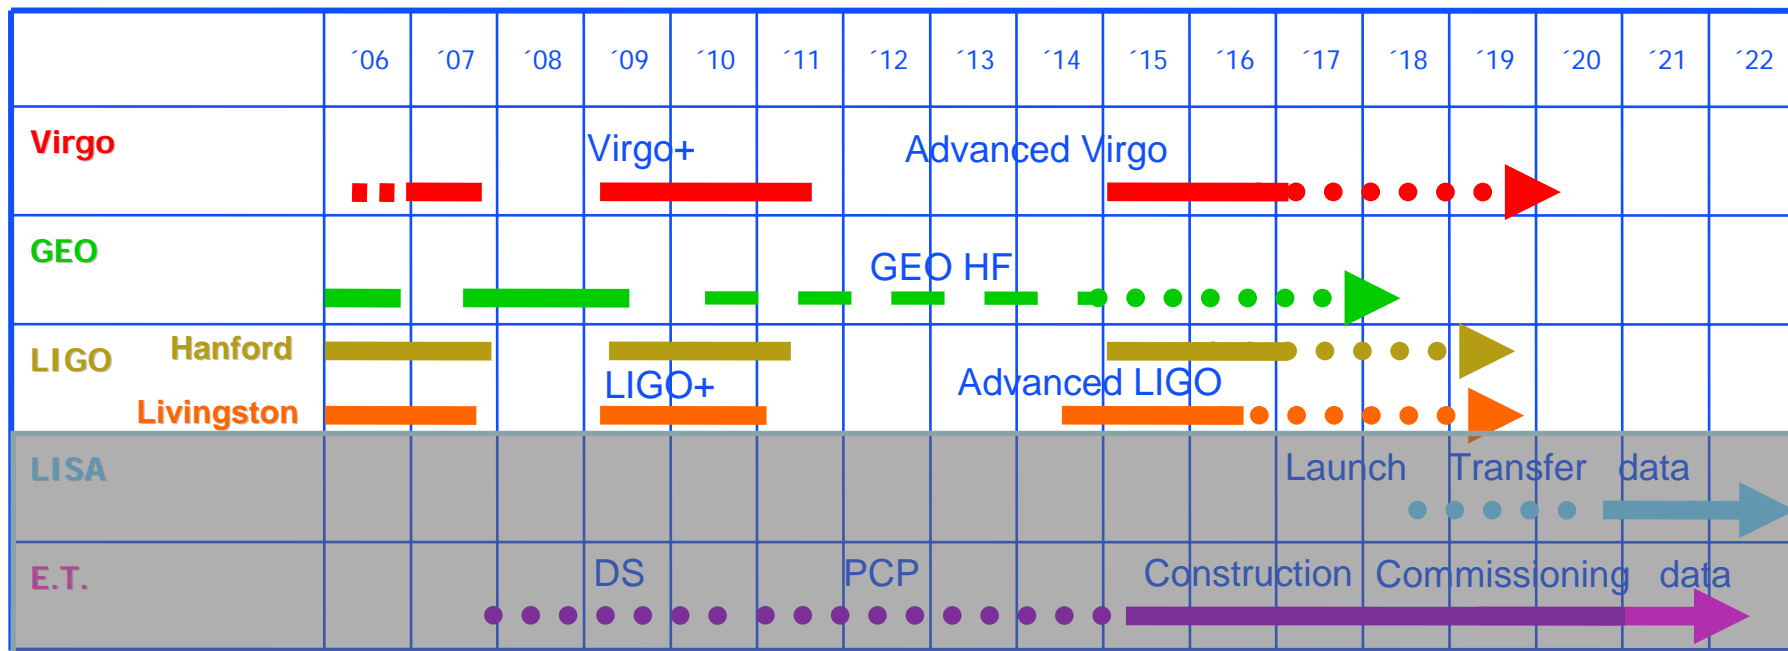 ´06 ´07 ´08 ´09 ´10 ´11 ´12 ´13 ´14 ´15 ´16 ´17 ´18 ´19 ´20 ´21 ´22
Virgo Virgo+ Advanced Virgo
GEO GEO HF
LIGO Hanford
LIGO+ Advanced LIGO
Livingston
LISA Launch Transfer data
E.T. DS PCP Construction Commissioning data